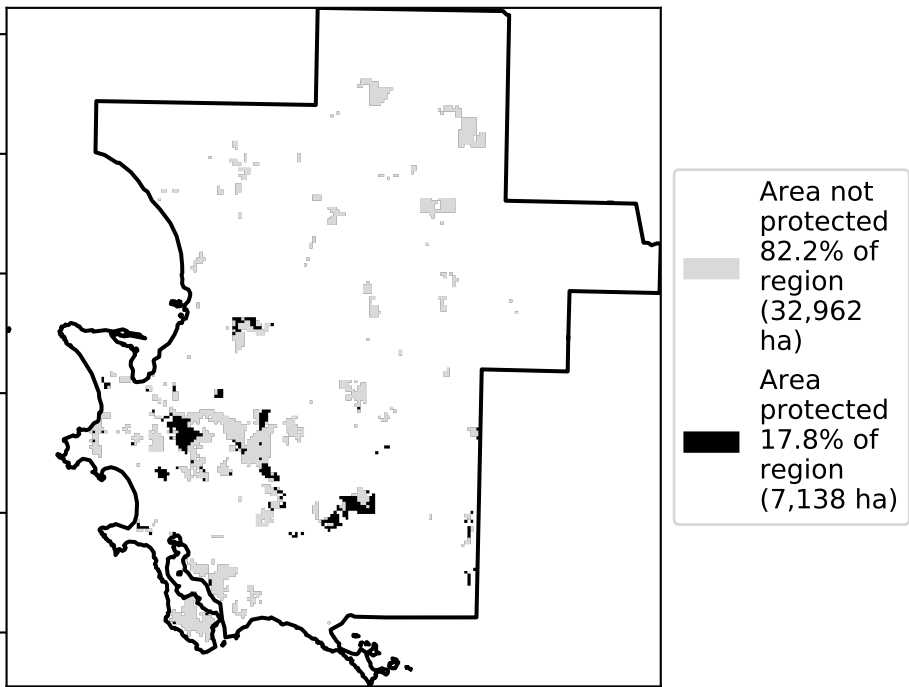 Area not
protected
82.2% of
region
(32,962
ha)
Area
protected
17.8% of
region
(7,138 ha)